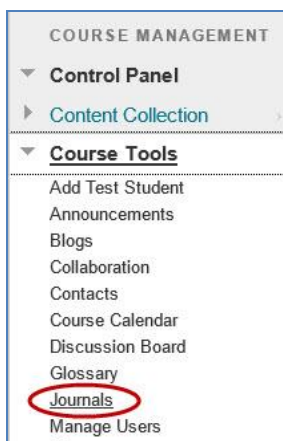 COURSE MANAGEMENT
Control Panel
Content Collection
Course Tools
Add Test Student
Announcements
Blogs
Collaboration
Contacts
Course Calendar
Discussion Board
Glossary
Journals
Manage Users